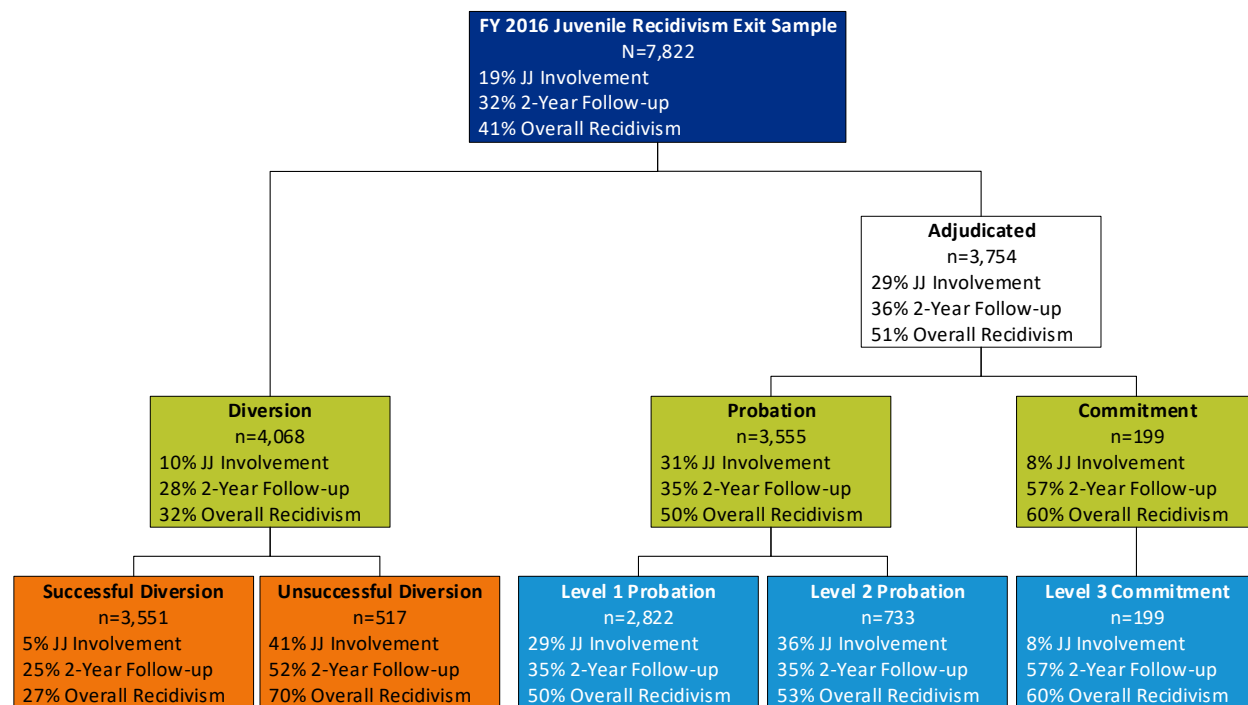 FY 2016 Juvenile Recidivism Exit Sample
N=7,822
19% JJ Involvement
32% 2-Year Follow-up
41% Overall Recidivism
Adjudicated
n=3,754
29% JJ Involvement
36% 2-Year Follow-up
51% Overall Recidivism
Diversion
n=4,068
10% JJ Involvement
28% 2-Year Follow-up
32% Overall Recidivism
Probation
n=3,555
31% JJ Involvement
35% 2-Year Follow-up
50% Overall Recidivism
Commitment
n=199
8% JJ Involvement
57% 2-Year Follow-up
60% Overall Recidivism
Successful Diversion
n=3,551
5% JJ Involvement
25% 2-Year Follow-up
27% Overall Recidivism
Unsuccessful Diversion
n=517
41% JJ Involvement
52% 2-Year Follow-up
70% Overall Recidivism
Level 1 Probation
n=2,822
29% JJ Involvement
35% 2-Year Follow-up
50% Overall Recidivism
Level 2 Probation
n=733
36% JJ Involvement
35% 2-Year Follow-up
53% Overall Recidivism
Level 3 Commitment
n=199
8% JJ Involvement
57% 2-Year Follow-up
60% Overall Recidivism